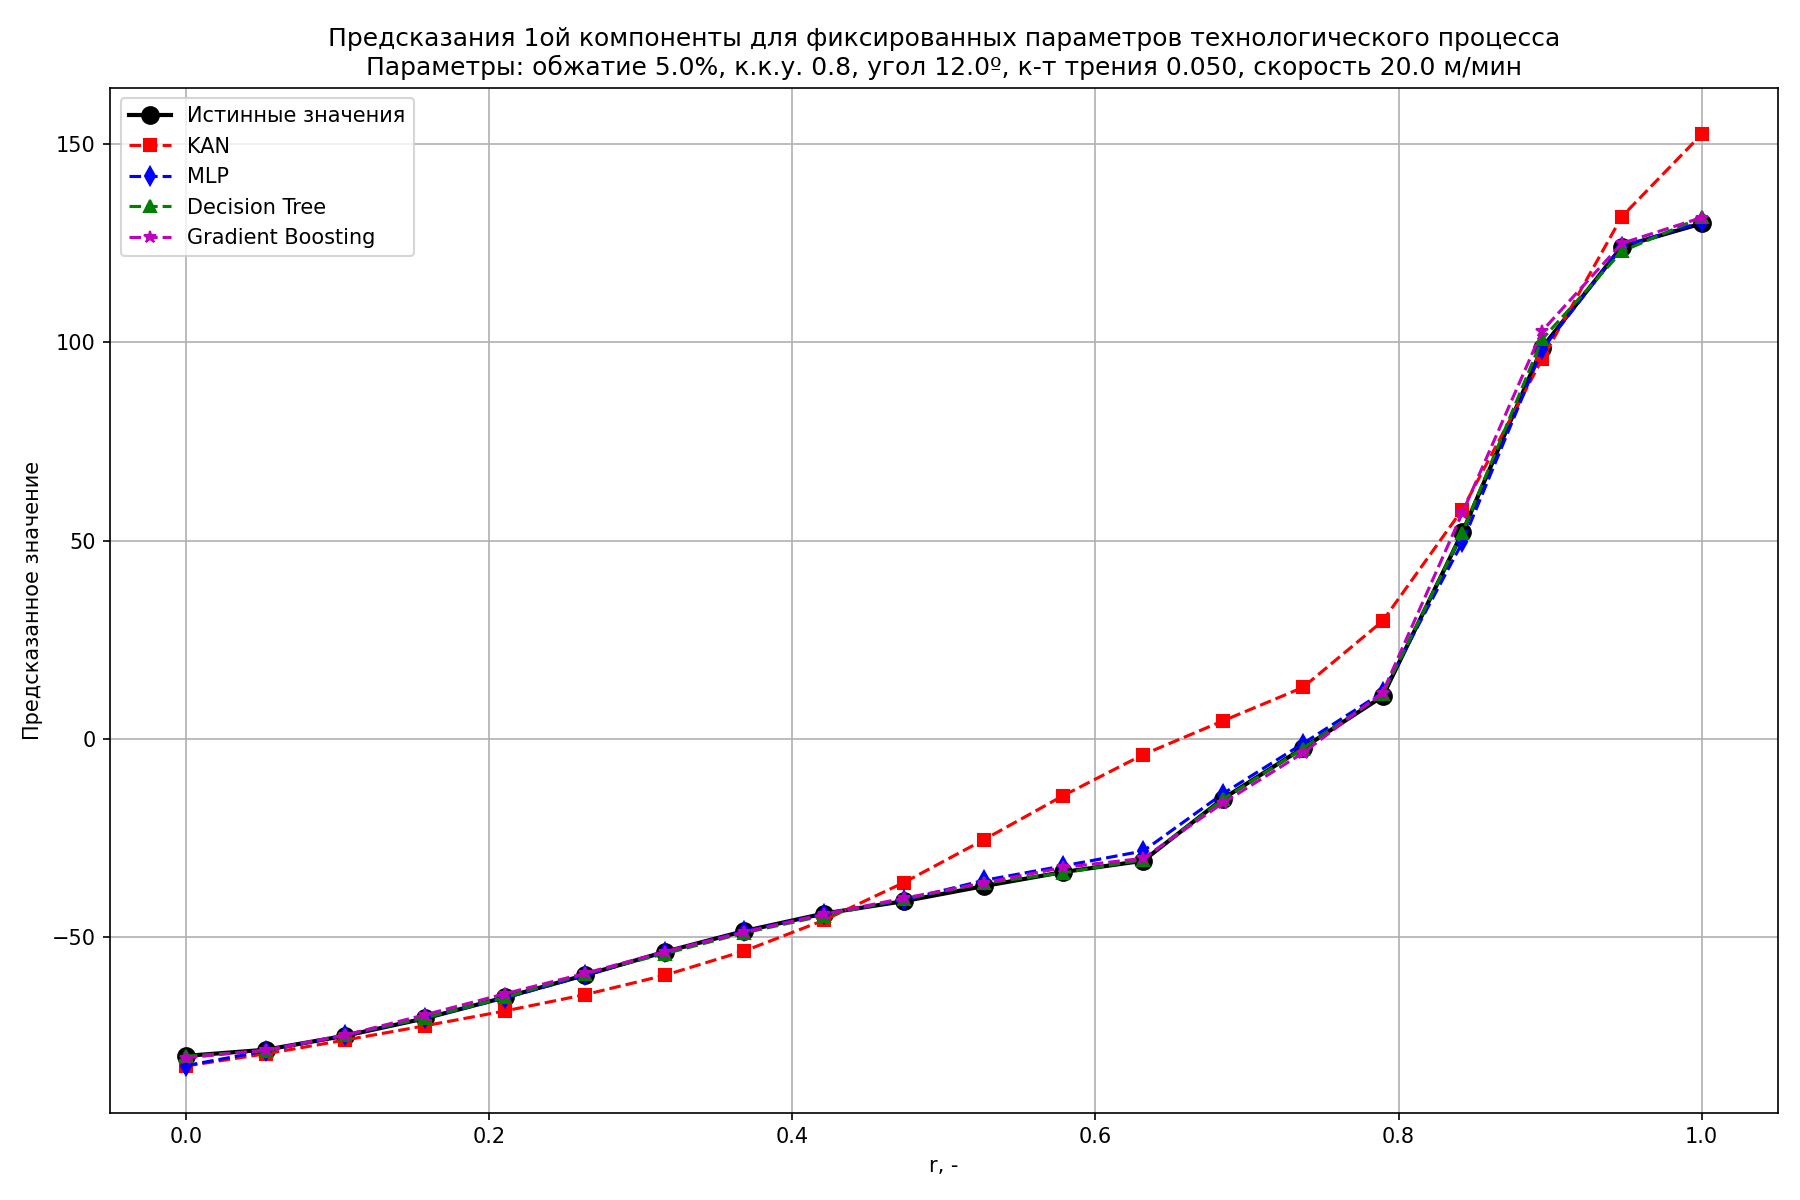 Предсказания 1ой компоненты для фиксированных параметров технологического процесса
Параметры: обжатие 5.0%, к.к.у. 0.8, угол 12.0º, к-т трения 0.050, скорость 20.0 м/мин
Истинные значения
KAN
MLP
Decision Tree
Gradient Boosting
Предсказанное значение
150
100
50
0
−50
0.0
0.2
0.4
0.6
0.8
1.0
r, -